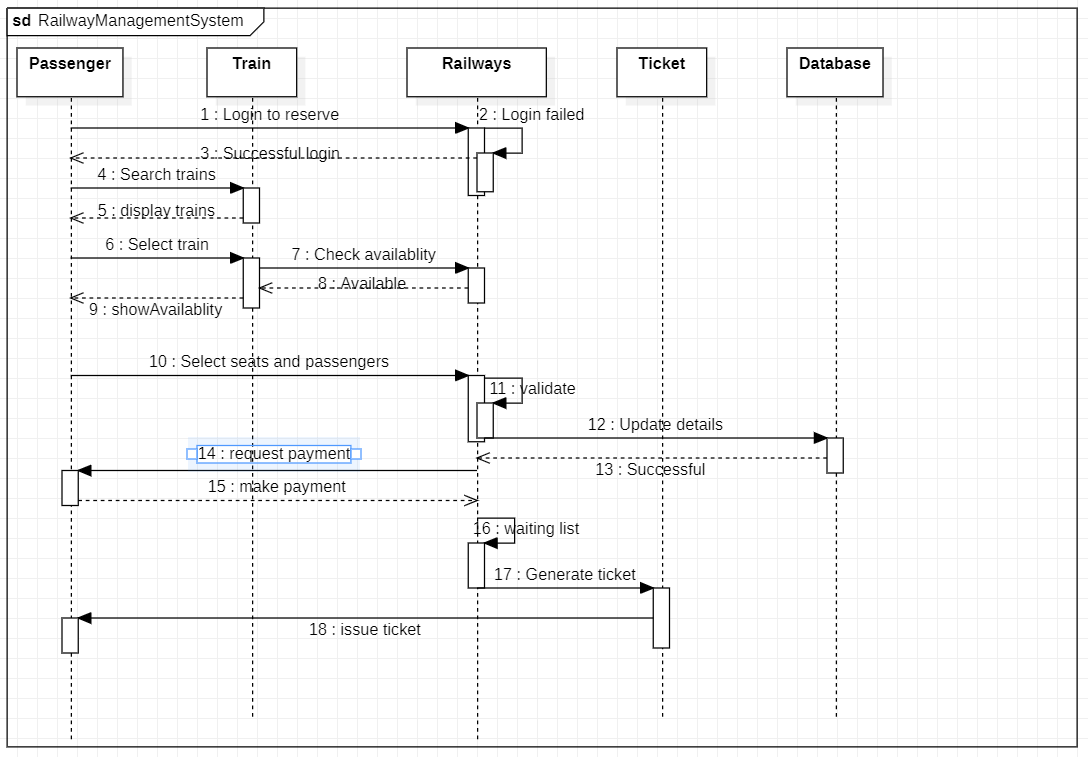 sd RailwayManagementSystem
Passenger
Train
Railways
Ticket
Database
1 : Login to reserve
2 : Login failed
3 : Successful login
4 : Search trains
5 : display trains
6 : Select train
7 : Check availablity
8 : Available
9 : showAvailablity
10 : Select seats and passengers
11 : validate
12 : Update details
13 : Successful
14 : request payment
15 : make payment
16 : waiting list
17 : Generate ticket
18 : issue ticket